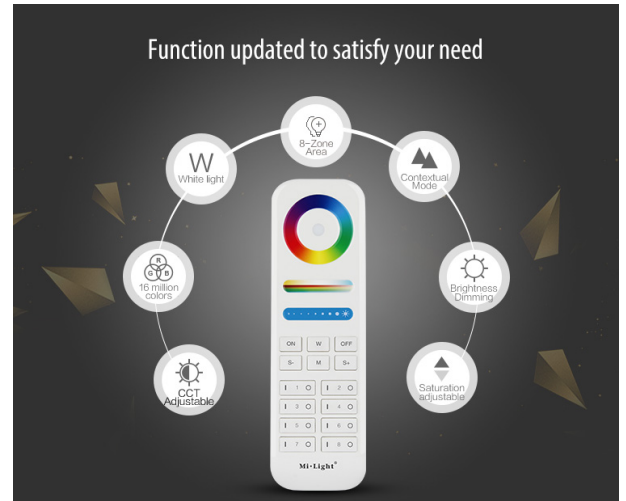 Function updated to satisfy your need
8-Zone
Area
W
White light
Contextual
Mode
R
G B
16 million
colors
Brightness
Dimming
CCT
Adjustable
Saturation
adjustable
ON W OFF
S- M S+
I 1 O I 2 O
I 3 O I 4 O
I 5 O I 6 O
I 7 O I 8 O
Mi·Light®